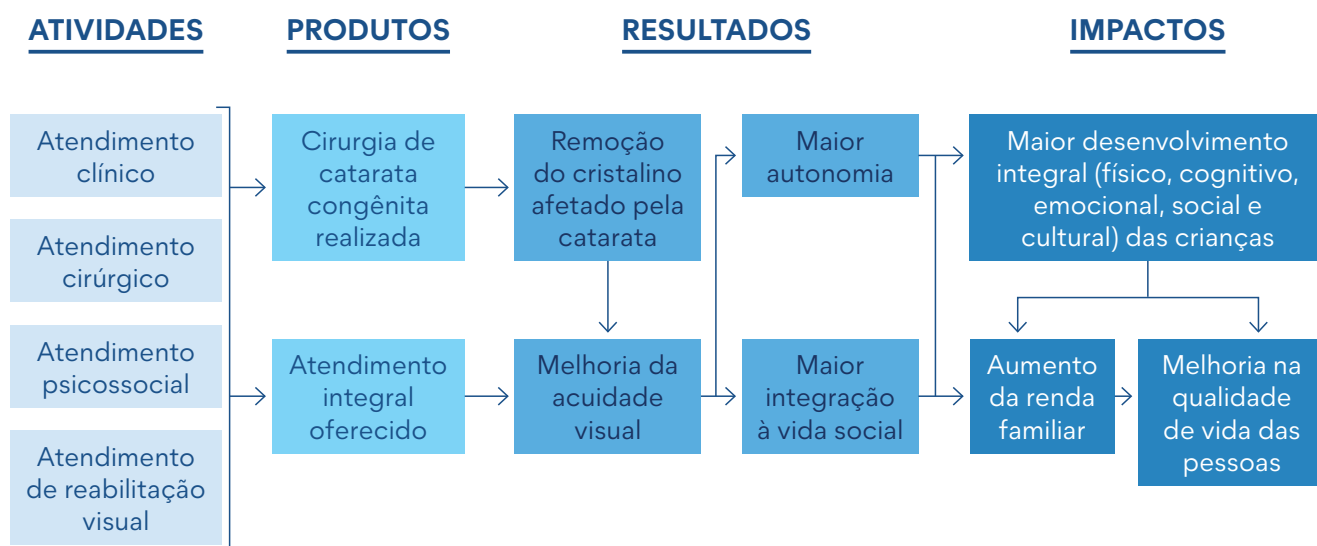 ATIVIDADES
PRODUTOS
RESULTADOS
IMPACTOS
Atendimento
clínico
Atendimento
cirúrgico
Atendimento
psicossocial
Atendimento
de reabilitação
visual
Cirurgia de
catarata
congênita
realizada
Atendimento
integral
oferecido
Remoção
do cristalino
afetado pela
catarata
Melhoria da
acuidade
visual
Maior
autonomia
Maior
integração
à vida social
Maior desenvolvimento
integral (físico, cognitivo,
emocional, social e
cultural) das crianças
Aumento
da renda
familiar
Melhoria na
qualidade
de vida das
pessoas